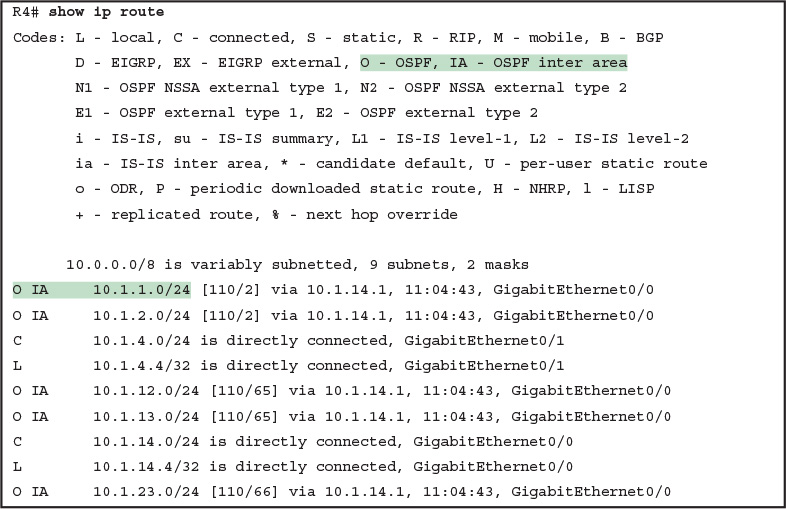 R4# show ip route
Codes: L - local, C - connected, S - static, R - RIP, M - mobile, B - BGP
D - EIGRP, EX - EIGRP external, O - OSPF, IA - OSPF inter area
N1 - OSPF NSSA external type 1, N2 - OSPF NSSA external type 2
E1 - OSPF external type 1, E2 - OSPF external type 2
i - IS-IS, su - IS-IS summary, L1 - IS-IS level-1, L2 - IS-IS level-2
ia - IS-IS inter area, * - candidate default, U - per-user static route
o - ODR, P - periodic downloaded static route, H - NHRP, l - LISP
+ - replicated route, % - next hop override
10.0.0.0/8 is variably subnetted, 9 subnets, 2 masks
O IA 10.1.1.0/24 [110/2] via 10.1.14.1, 11:04:43, GigabitEthernet0/0
O IA 10.1.2.0/24 [110/2] via 10.1.14.1, 11:04:43, GigabitEthernet0/0
C 10.1.4.0/24 is directly connected, GigabitEthernet0/1
L 10.1.4.4/32 is directly connected, GigabitEthernet0/1
O IA 10.1.12.0/24 [110/65] via 10.1.14.1, 11:04:43, GigabitEthernet0/0
O IA 10.1.13.0/24 [110/65] via 10.1.14.1, 11:04:43, GigabitEthernet0/0
C 10.1.14.0/24 is directly connected, GigabitEthernet0/0
L 10.1.14.4/32 is directly connected, GigabitEthernet0/0
O IA 10.1.23.0/24 [110/66] via 10.1.14.1, 11:04:43, GigabitEthernet0/0